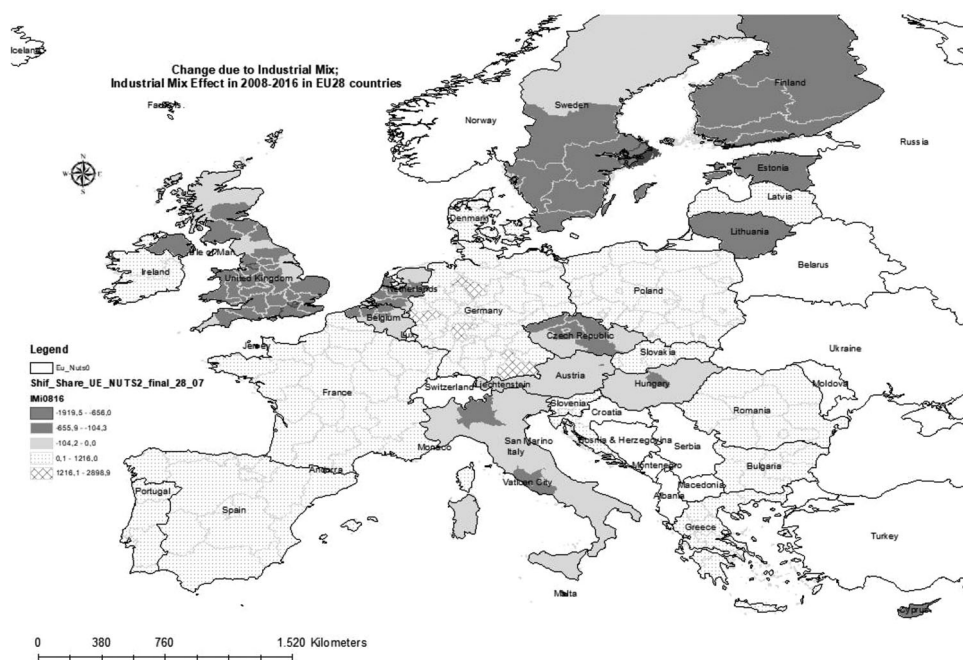 Iceland
Change due to Industrial Mix;
Industrial Mix Effect in 2008-2016 in EU28 countries
Finland
Sweden
Norway
Russia
N
W
E
S
Estonia
Latvia
Denmark
Lithuania
Isle of Man
Ireland
United Kingdom
Belarus
Netherlands
Poland
Germany
Belgium
Lux
Czech Republic
Jersey
Ukraine
Slovakia
Legend
Eu_Nuts0
Shif_Share_UE_NUTS2_final_28_07
IMi0816
-1919,5 - -656,0
-655,9 - -104,3
-104,2 - 0,0
0,1 - 1216,0
1216,1 - 2898,9
Austria
Switzerland
Liechtenstein
Hungary
Moldova
France
Slovenia
Croatia
Romania
Monaco
San Marino
Italy
Bosnia & Herzegovina
Serbia
Andorra
Montenegro
Bulgaria
Vatican City
Macedonia
Portugal
Albania
Spain
Greece
Turkey
Malta
Cyprus
0
380
760
1.520 Kilometers